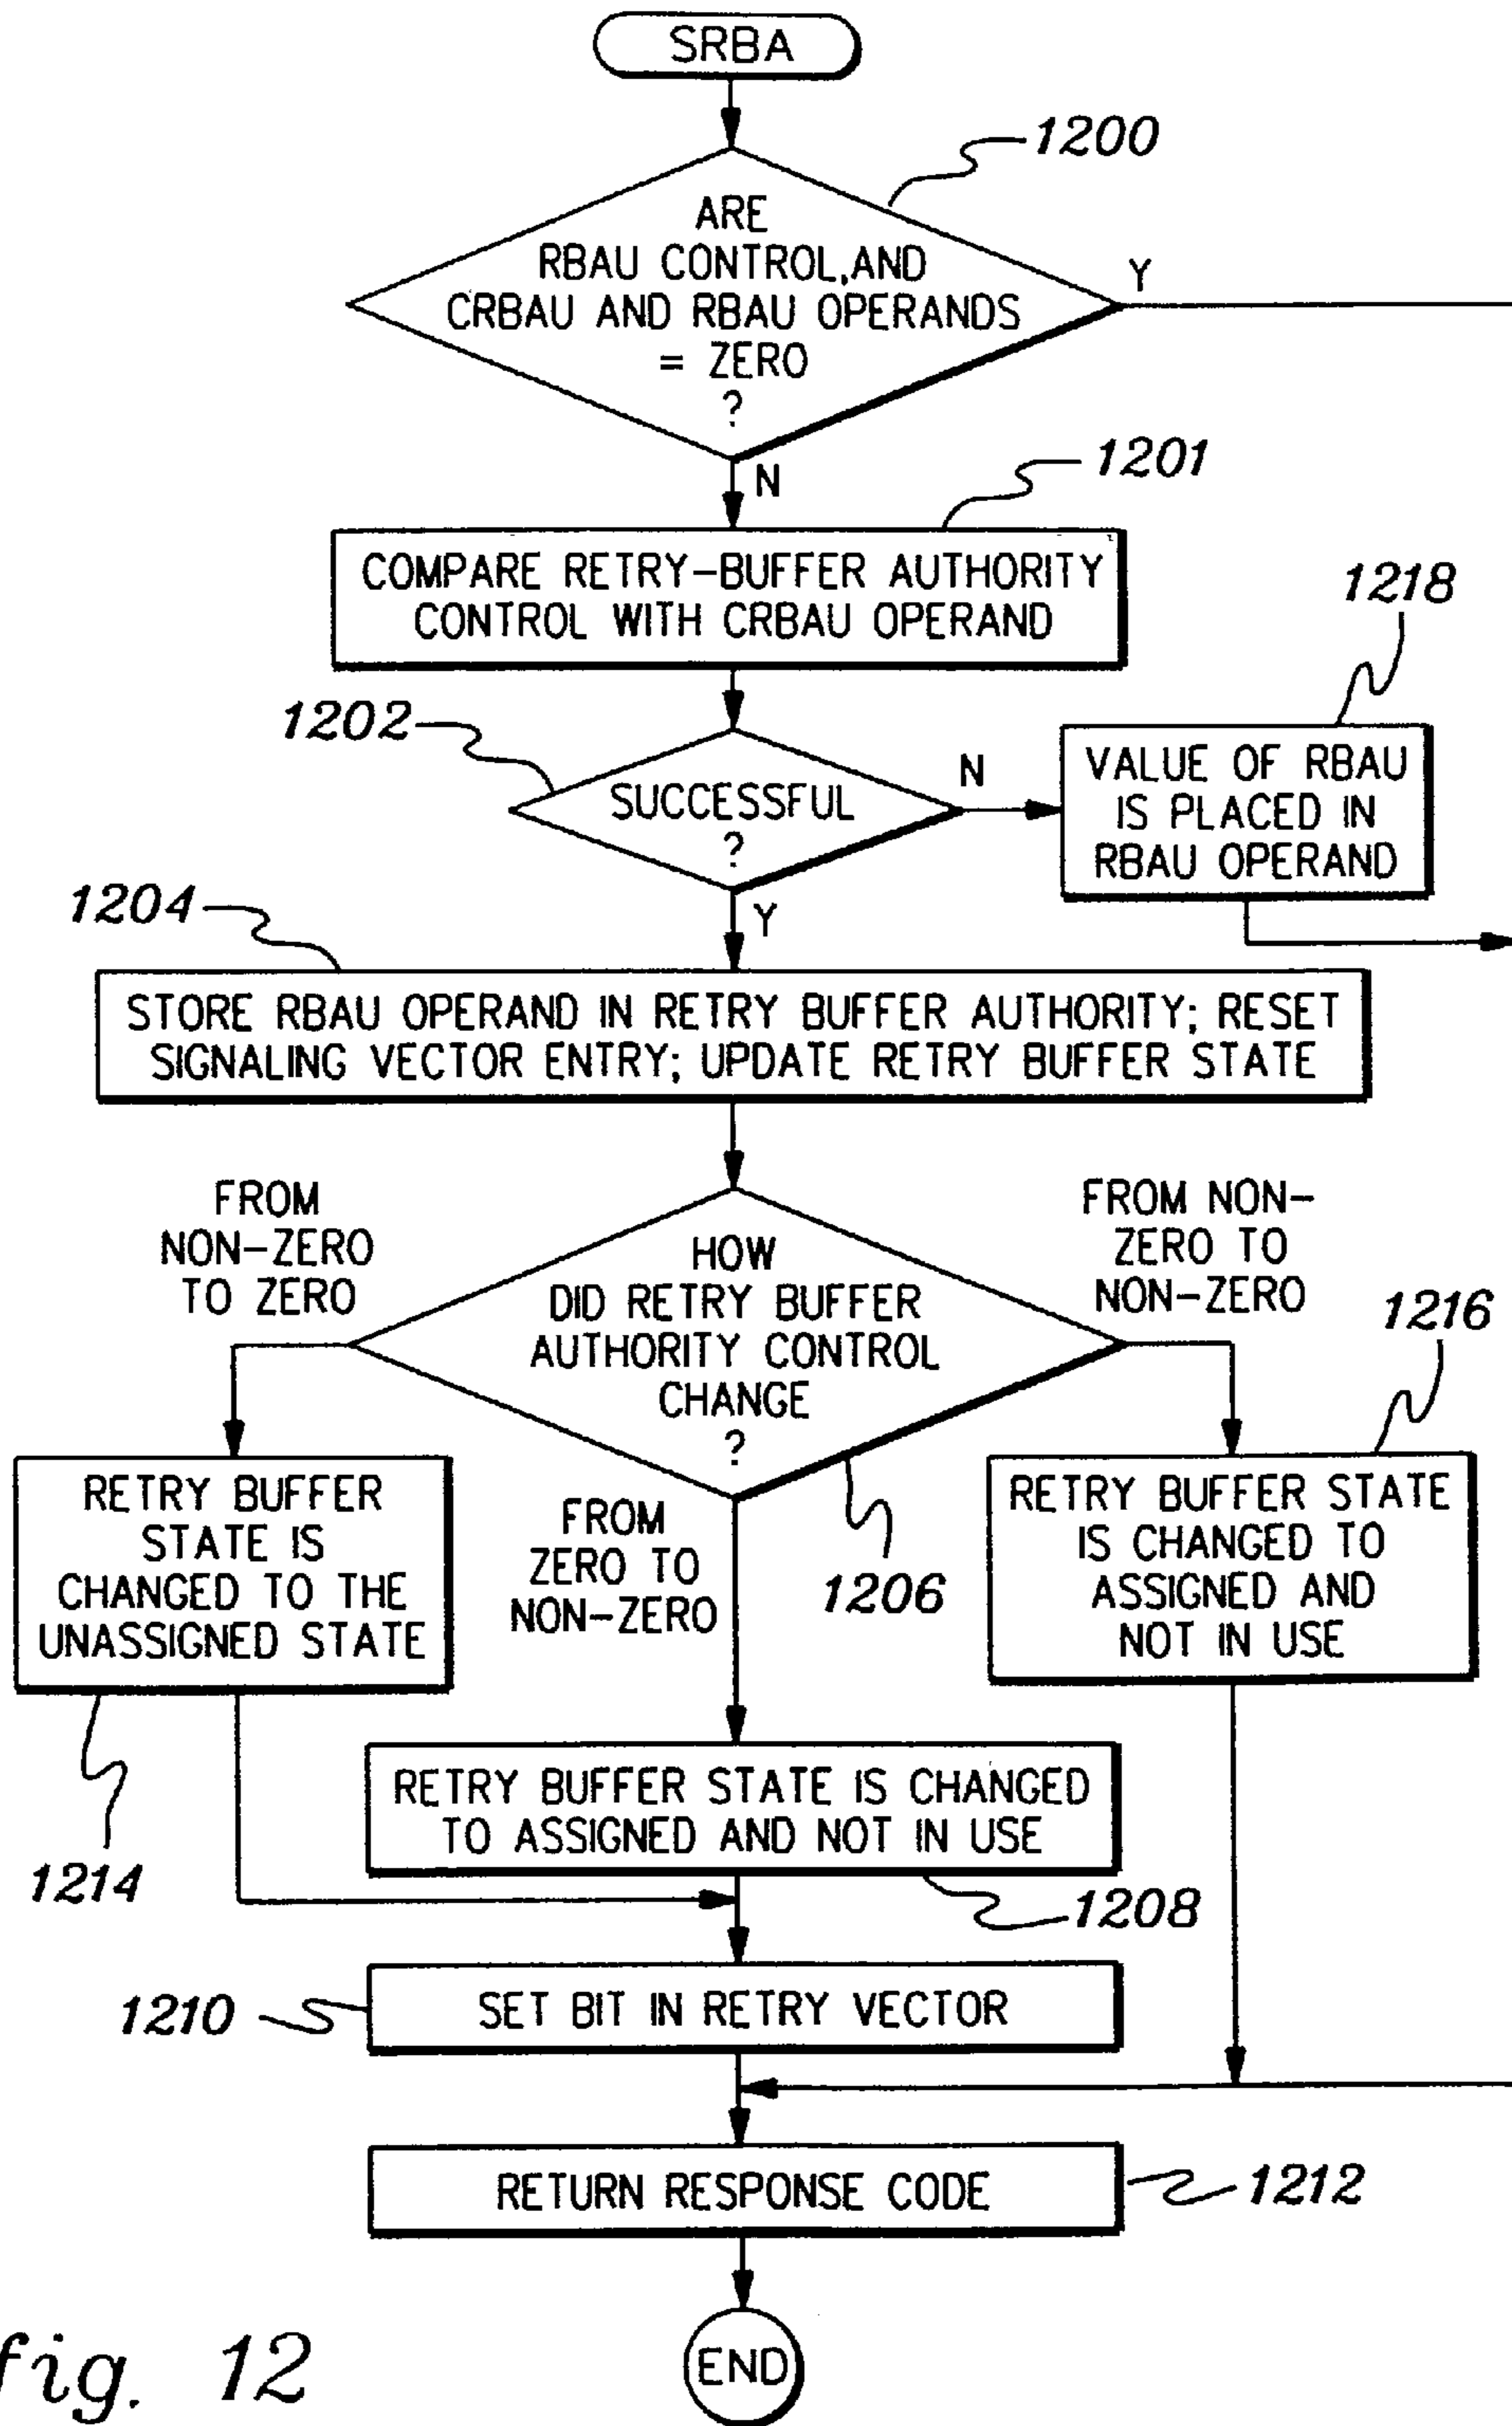 SRBA
1200
ARE
RBAU CONTROL,AND
CRBAU AND RBAU OPERANDS
= ZERO
?
Y
N
1201
COMPARE RETRY-BUFFER AUTHORITY
CONTROL WITH CRBAU OPERAND
1218
1202
SUCCESSFUL
?
N
VALUE OF RBAU
IS PLACED IN
RBAU OPERAND
Y
1204
STORE RBAU OPERAND IN RETRY BUFFER AUTHORITY; RESET
SIGNALING VECTOR ENTRY; UPDATE RETRY BUFFER STATE
FROM
NON-ZERO
TO ZERO
HOW
DID RETRY BUFFER
AUTHORITY CONTROL
CHANGE
?
FROM NON-
ZERO TO
NON-ZERO
1216
RETRY BUFFER
STATE IS
CHANGED TO THE
UNASSIGNED STATE
FROM
ZERO TO
NON-ZERO
1206
RETRY BUFFER STATE
IS CHANGED TO
ASSIGNED AND
NOT IN USE
1214
RETRY BUFFER STATE IS CHANGED
TO ASSIGNED AND NOT IN USE
1208
1210
SET BIT IN RETRY VECTOR
RETURN RESPONSE CODE
1212
END
fig. 12